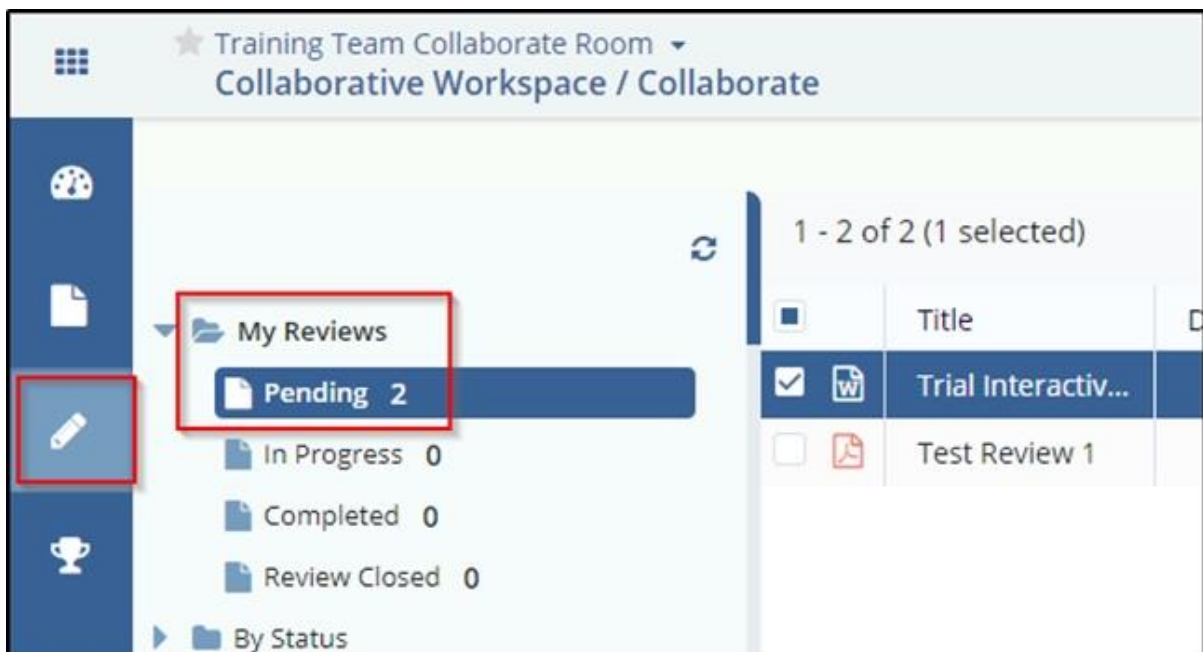 Training Team Collaborate Room
Collaborative Workspace / Collaborate
1 - 2 of 2 (1 selected)
Title D
My Reviews
Pending 2
Trial Interactiv...
In Progress 0
Test Review 1
Completed 0
Review Closed 0
By Status